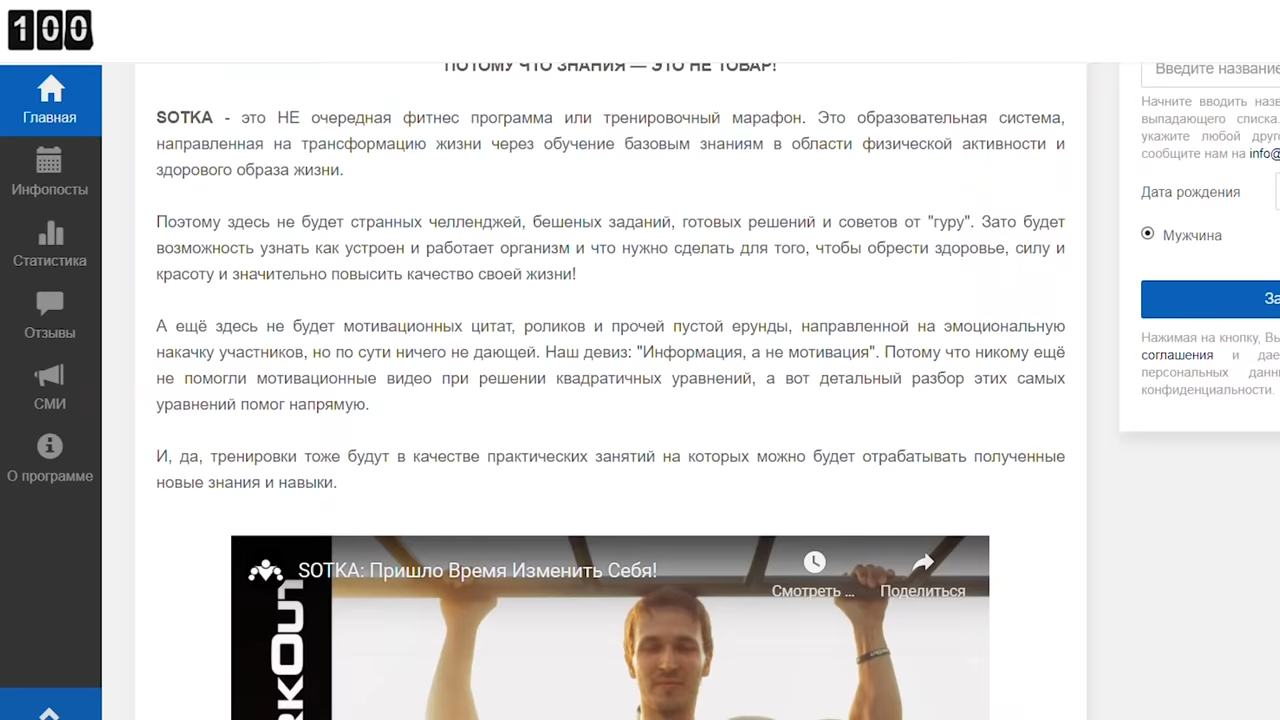 100
Главная
Инфопосты
Статистика
Отзывы
СМИ
О программе
ПОТОМУ ЧТО ЗНАНИЯ — ЭТО НЕ ТОВАР!
SOTKA - это НЕ очередная фитнес программа или тренировочный марафон. Это образовательная система,
направленная на трансформацию жизни через обучение базовым знаниям в области физической активности и
здорового образа жизни.
Поэтому здесь не будет странных челленджей, бешеных заданий, готовых решений и советов от "гуру". Зато будет
возможность узнать как устроен и работает организм и что нужно сделать для того, чтобы обрести здоровье, силу и
красоту и значительно повысить качество своей жизни!
А ещё здесь не будет мотивационных цитат, роликов и прочей пустой ерунды, направленной на эмоциональную
накачку участников, но по сути ничего не дающей. Наш девиз: "Информация, а не мотивация". Потому что никому ещё
не помогли мотивационные видео при решении квадратичных уравнений, а вот детальный разбор этих самых
уравнений помог напрямую.
И, да, тренировки тоже будут в качестве практических занятий на которых можно будет отрабатывать полученные
новые знания и навыки.
SOTKA: Пришло Время Изменить Себя!
Смотреть ...
Поделиться
RKOUT
Введите название
Начните вводить назв
выпадающего списка.
укажите любой друг
сообщите нам на info@
Дата рождения
Мужчина
За
Нажимая на кнопку, Вы
соглашения и дае
персональных данн
конфиденциальности.